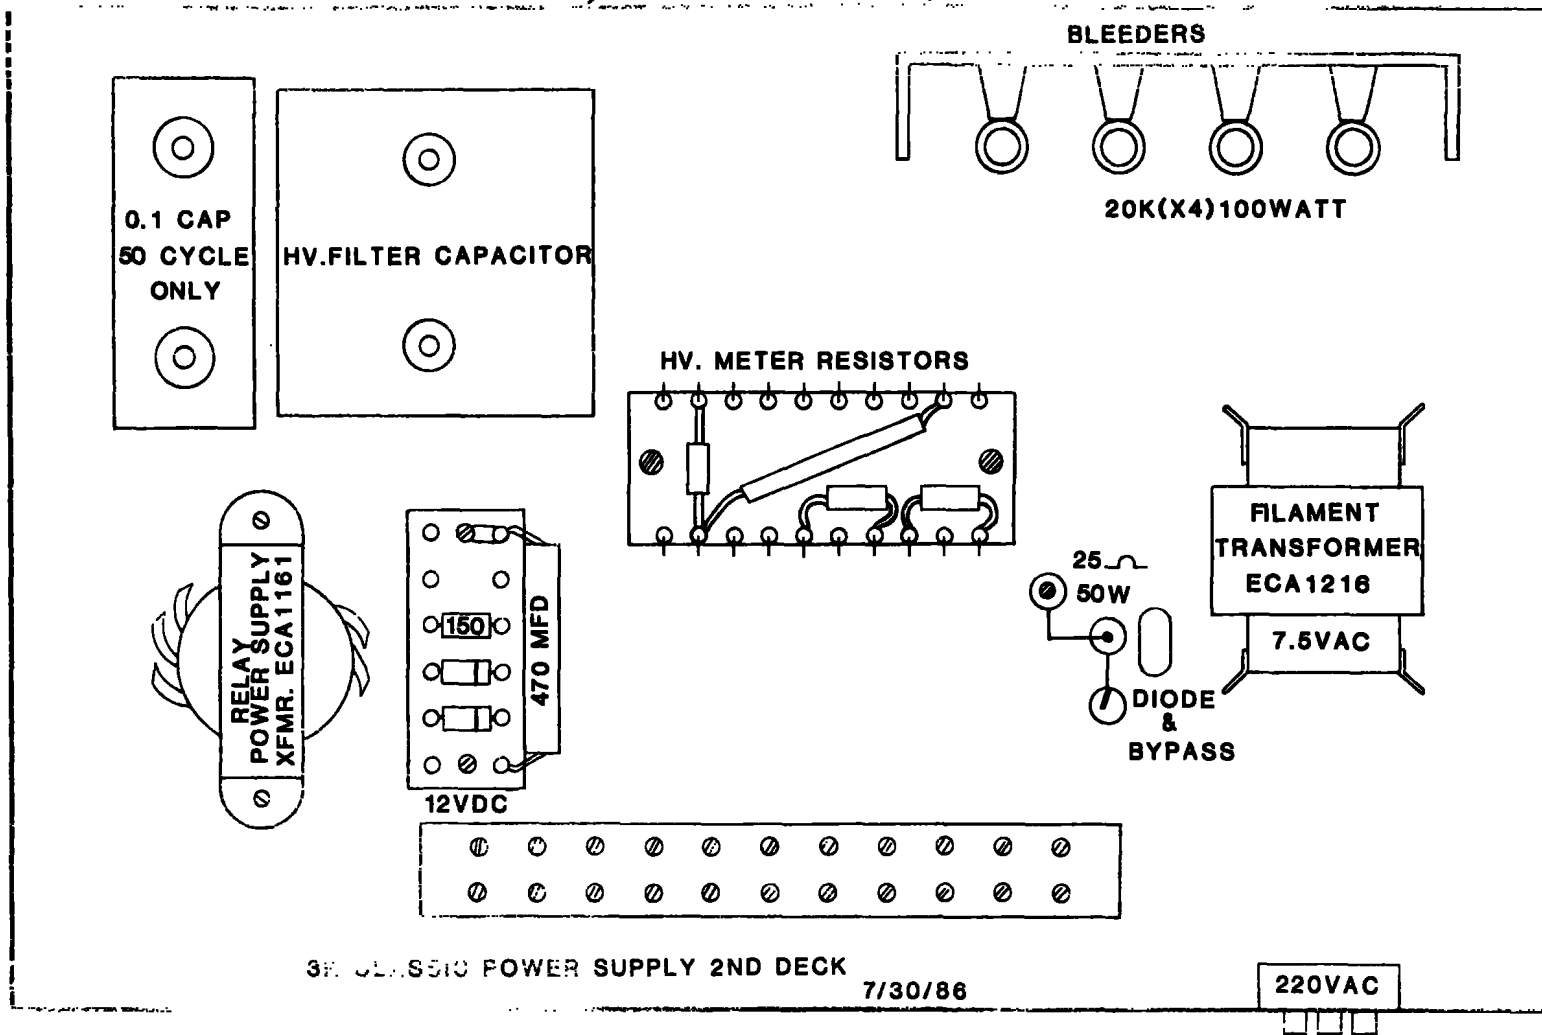 BLEEDERS
20K(X4)100WATT
0.1 CAP
50 CYCLE
ONLY
HV.FILTER CAPACITOR
HV. METER RESISTORS
FILAMENT
TRANSFORMER
ECA1216
7.5VAC
25
50W
DIODE
&
BYPASS
RELAY
POWER SUPPLY
XFMR. ECA1161
150
470 MFD
12VDC
CLASSIC POWER SUPPLY 2ND DECK
7/30/86
220VAC